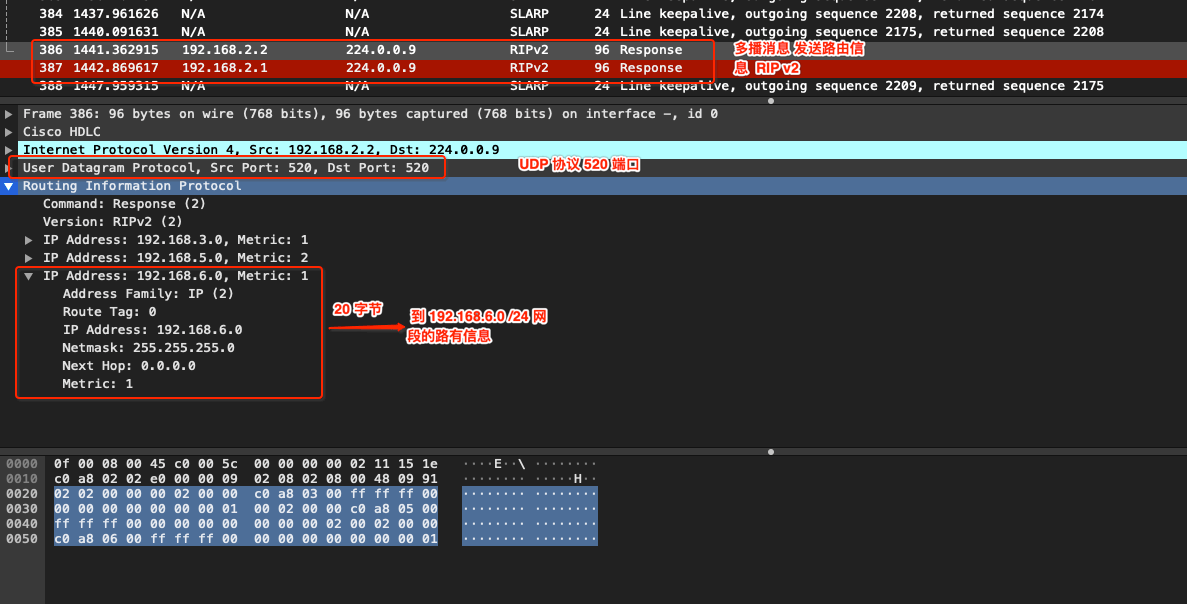 384 1437.961626 N/A N/A SLARP 24 Line keepalive, outgoing sequence 2208, returned sequence 2174
385 1440.091631 N/A N/A SLARP 24 Line keepalive, outgoing sequence 2175, returned sequence 2208
386 1441.362915 192.168.2.2 224.0.0.9 RIPv2 96 Response
多播消息 发送路由信
387 1442.869617 192.168.2.1 224.0.0.9 RIPv2 96 Response
息 RIP v2
388 1447.959315 N/A N/A SLARP 24 Line keepalive, outgoing sequence 2209, returned sequence 2175
Frame 386: 96 bytes on wire (768 bits), 96 bytes captured (768 bits) on interface -, id 0
Cisco HDLC
Internet Protocol Version 4, Src: 192.168.2.2, Dst: 224.0.0.9
User Datagram Protocol, Src Port: 520, Dst Port: 520
UDP 协议 520 端口
Routing Information Protocol
Command: Response (2)
Version: RIPv2 (2)
IP Address: 192.168.3.0, Metric: 1
IP Address: 192.168.5.0, Metric: 2
IP Address: 192.168.6.0, Metric: 1
Address Family: IP (2)
Route Tag: 0
IP Address: 192.168.6.0
Netmask: 255.255.255.0
Next Hop: 0.0.0.0
Metric: 1
20 字节
到 192.168.6.0 /24 网
段的路有信息
0000 0f 00 08 00 45 c0 00 5c 00 00 00 00 02 11 15 1e ····E··\ ········
0010 c0 a8 02 02 e0 00 00 09 02 08 02 08 00 48 09 91 ········ ·····H··
0020 02 02 00 00 00 02 00 00 c0 a8 03 00 ff ff ff 00 ········ ········
0030 00 00 00 00 00 00 00 01 00 02 00 00 c0 a8 05 00 ········ ········
0040 ff ff ff 00 00 00 00 00 00 00 00 02 00 02 00 00 ········ ········
0050 c0 a8 06 00 ff ff ff 00 00 00 00 00 00 00 00 01 ········ ········